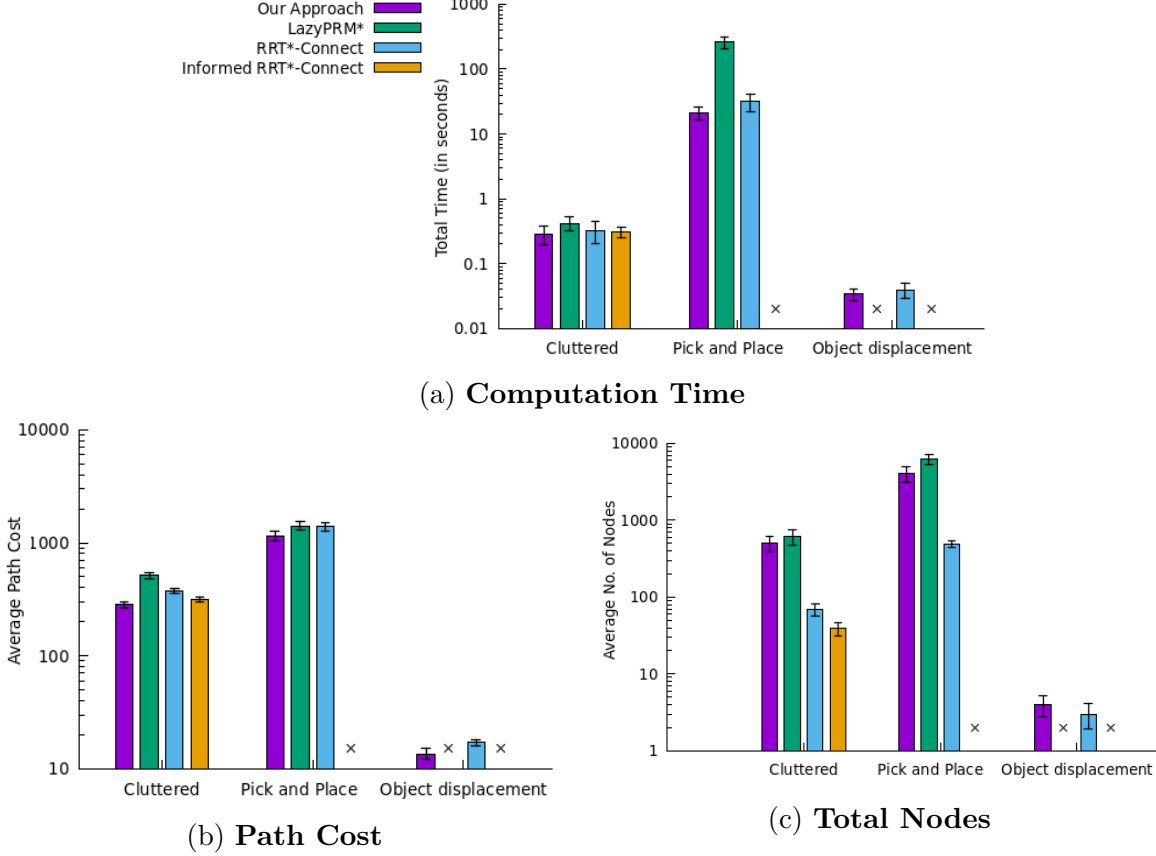 Our Approach
LazyPRM*
RRT*-Connect
Informed RRT*-Connect
Total Time (in seconds)
1000
100
10
1
0.1
0.01
Cluttered Pick and Place Object displacement
(a) Computation Time
Average Path Cost
10000
1000
100
10
Cluttered Pick and Place Object displacement
(b) Path Cost
Average No. of Nodes
10000
1000
100
10
1
Cluttered Pick and Place Object displacement
(c) Total Nodes